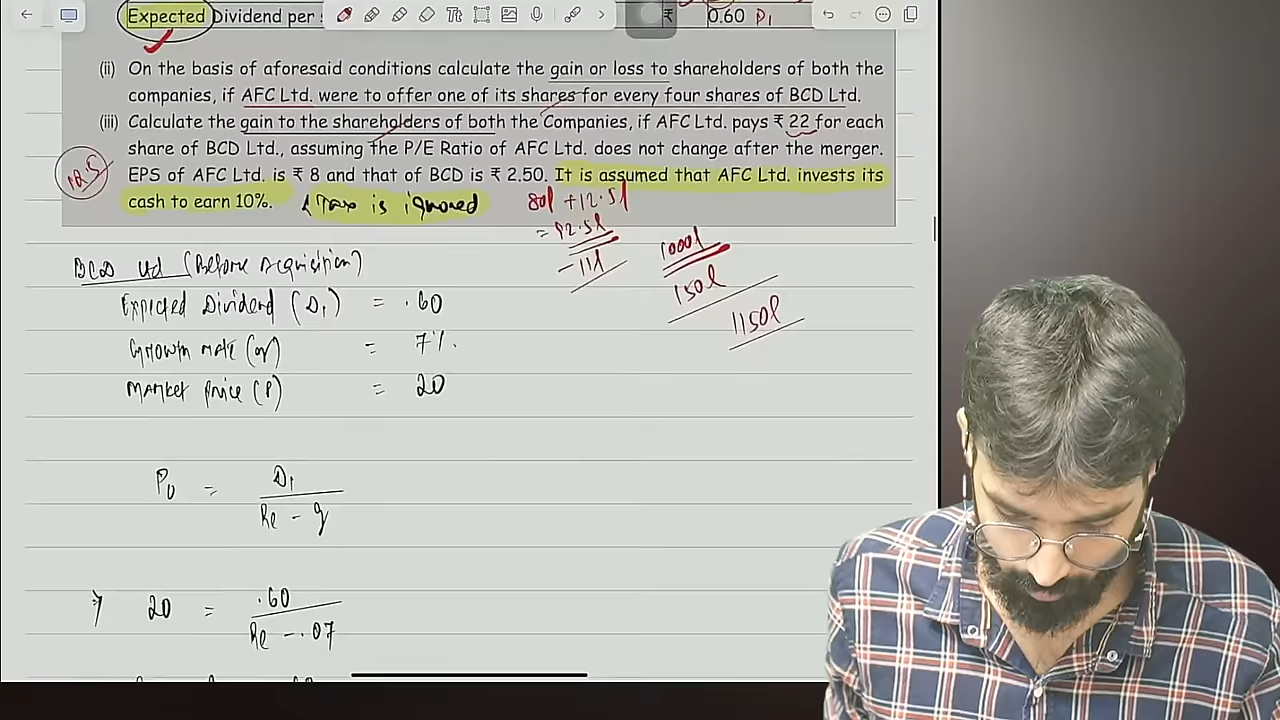 Expected Dividend per ₹ 0.60 P1
(ii) On the basis of aforesaid conditions calculate the gain or loss to shareholders of both the
companies, if AFC Ltd. were to offer one of its shares for every four shares of BCD Ltd.
(iii) Calculate the gain to the shareholders of both the Companies, if AFC Ltd. pays ₹ 22 for each
share of BCD Ltd., assuming the P/E Ratio of AFC Ltd. does not change after the merger.
EPS of AFC Ltd. is ₹ 8 and that of BCD is ₹ 2.50. It is assumed that AFC Ltd. invests its
12.5
cash to earn 10%. & Tax is ignored
80l + 12.5l
= 92.5l
- 11l
1000l
150l
1150l
BCD Ltd (Before Acquisition)
Expected Dividend (D1) = .60
Growth rate (g) = 7%.
Market price (P) = 20
P0 = D1
Re - g
⇒ 20 = .60
Re - .07